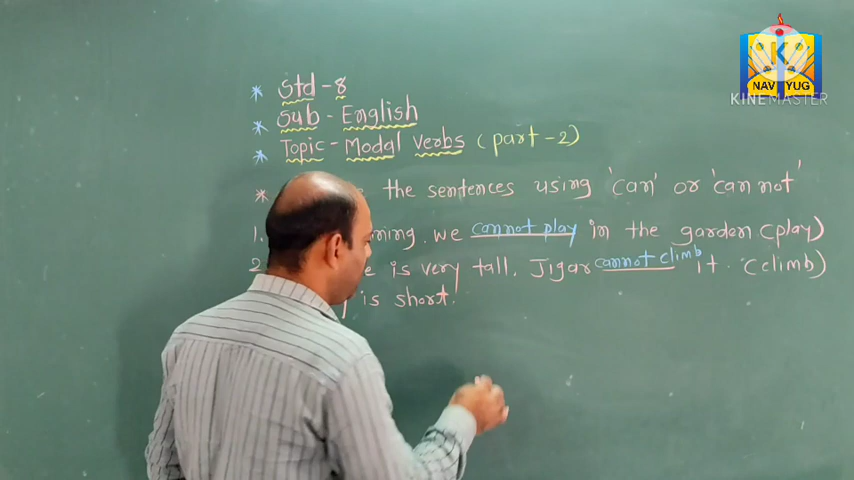 NAV YUG
KINEMASTER
* Std - 8
* Sub - English
* Topic - Modal verbs (part - 2)
* the sentences using 'can' or 'can not'
1. we cannot play in the garden (play)
2. is very tall. Jigar cannot climb it. (climb)
is short.